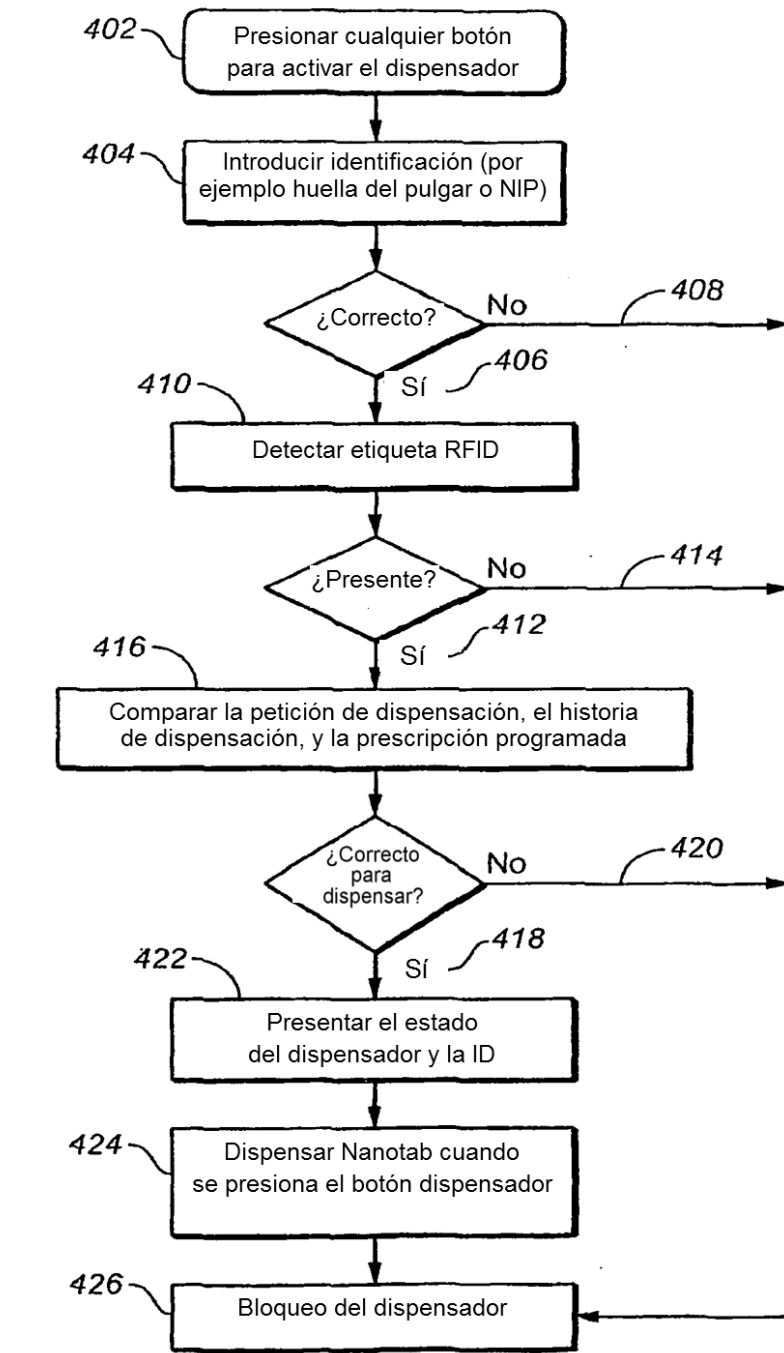 402
Presionar cualquier botón
para activar el dispensador
404
Introducir identificación (por
ejemplo huella del pulgar o NIP)
¿Correcto?
No
408
406
Sí
410
Detectar etiqueta RFID
¿Presente?
No
414
412
Sí
416
Comparar la petición de dispensación, el historia
de dispensación, y la prescripción programada
¿Correcto
para
dispensar?
No
420
418
Sí
422
Presentar el estado
del dispensador y la ID
424
Dispensar Nanotab cuando
se presiona el botón dispensador
426
Bloqueo del dispensador